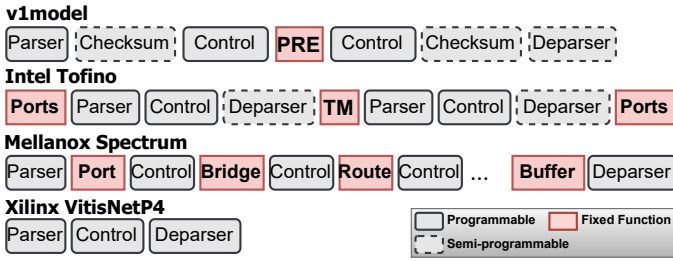 v1model
Parser Checksum Control PRE Control Checksum Deparser
Intel Tofino
Ports Parser Control Deparser TM Parser Control Deparser Ports
Mellanox Spectrum
Parser Port Control Bridge Control Route Control ... Buffer Deparser
Xilinx VitisNetP4
Parser Control Deparser
Programmable Fixed Function
Semi-programmable